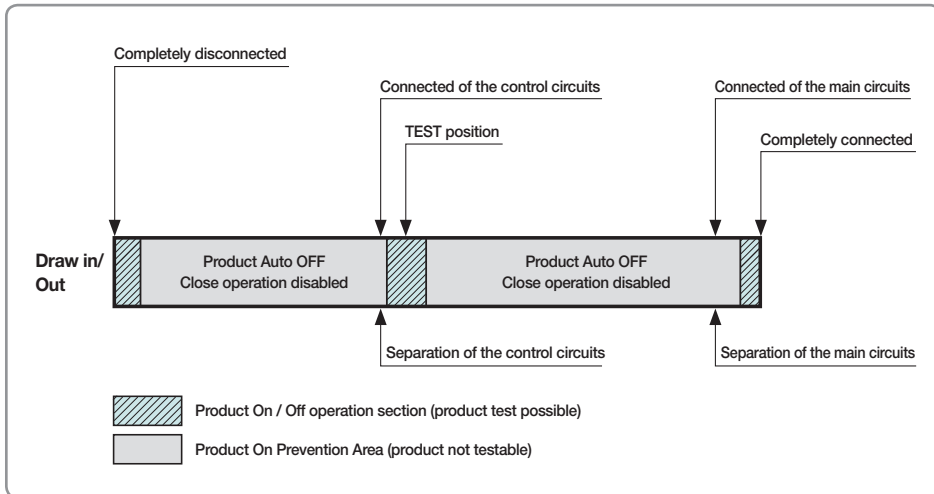 Completely disconnected
Connected of the control circuits
Connected of the main circuits
TEST position
Completely connected
Draw in/
Out
Product Auto OFF
Close operation disabled
Product Auto OFF
Close operation disabled
Separation of the control circuits
Separation of the main circuits
Product On / Off operation section (product test possible)
Product On Prevention Area (product not testable)